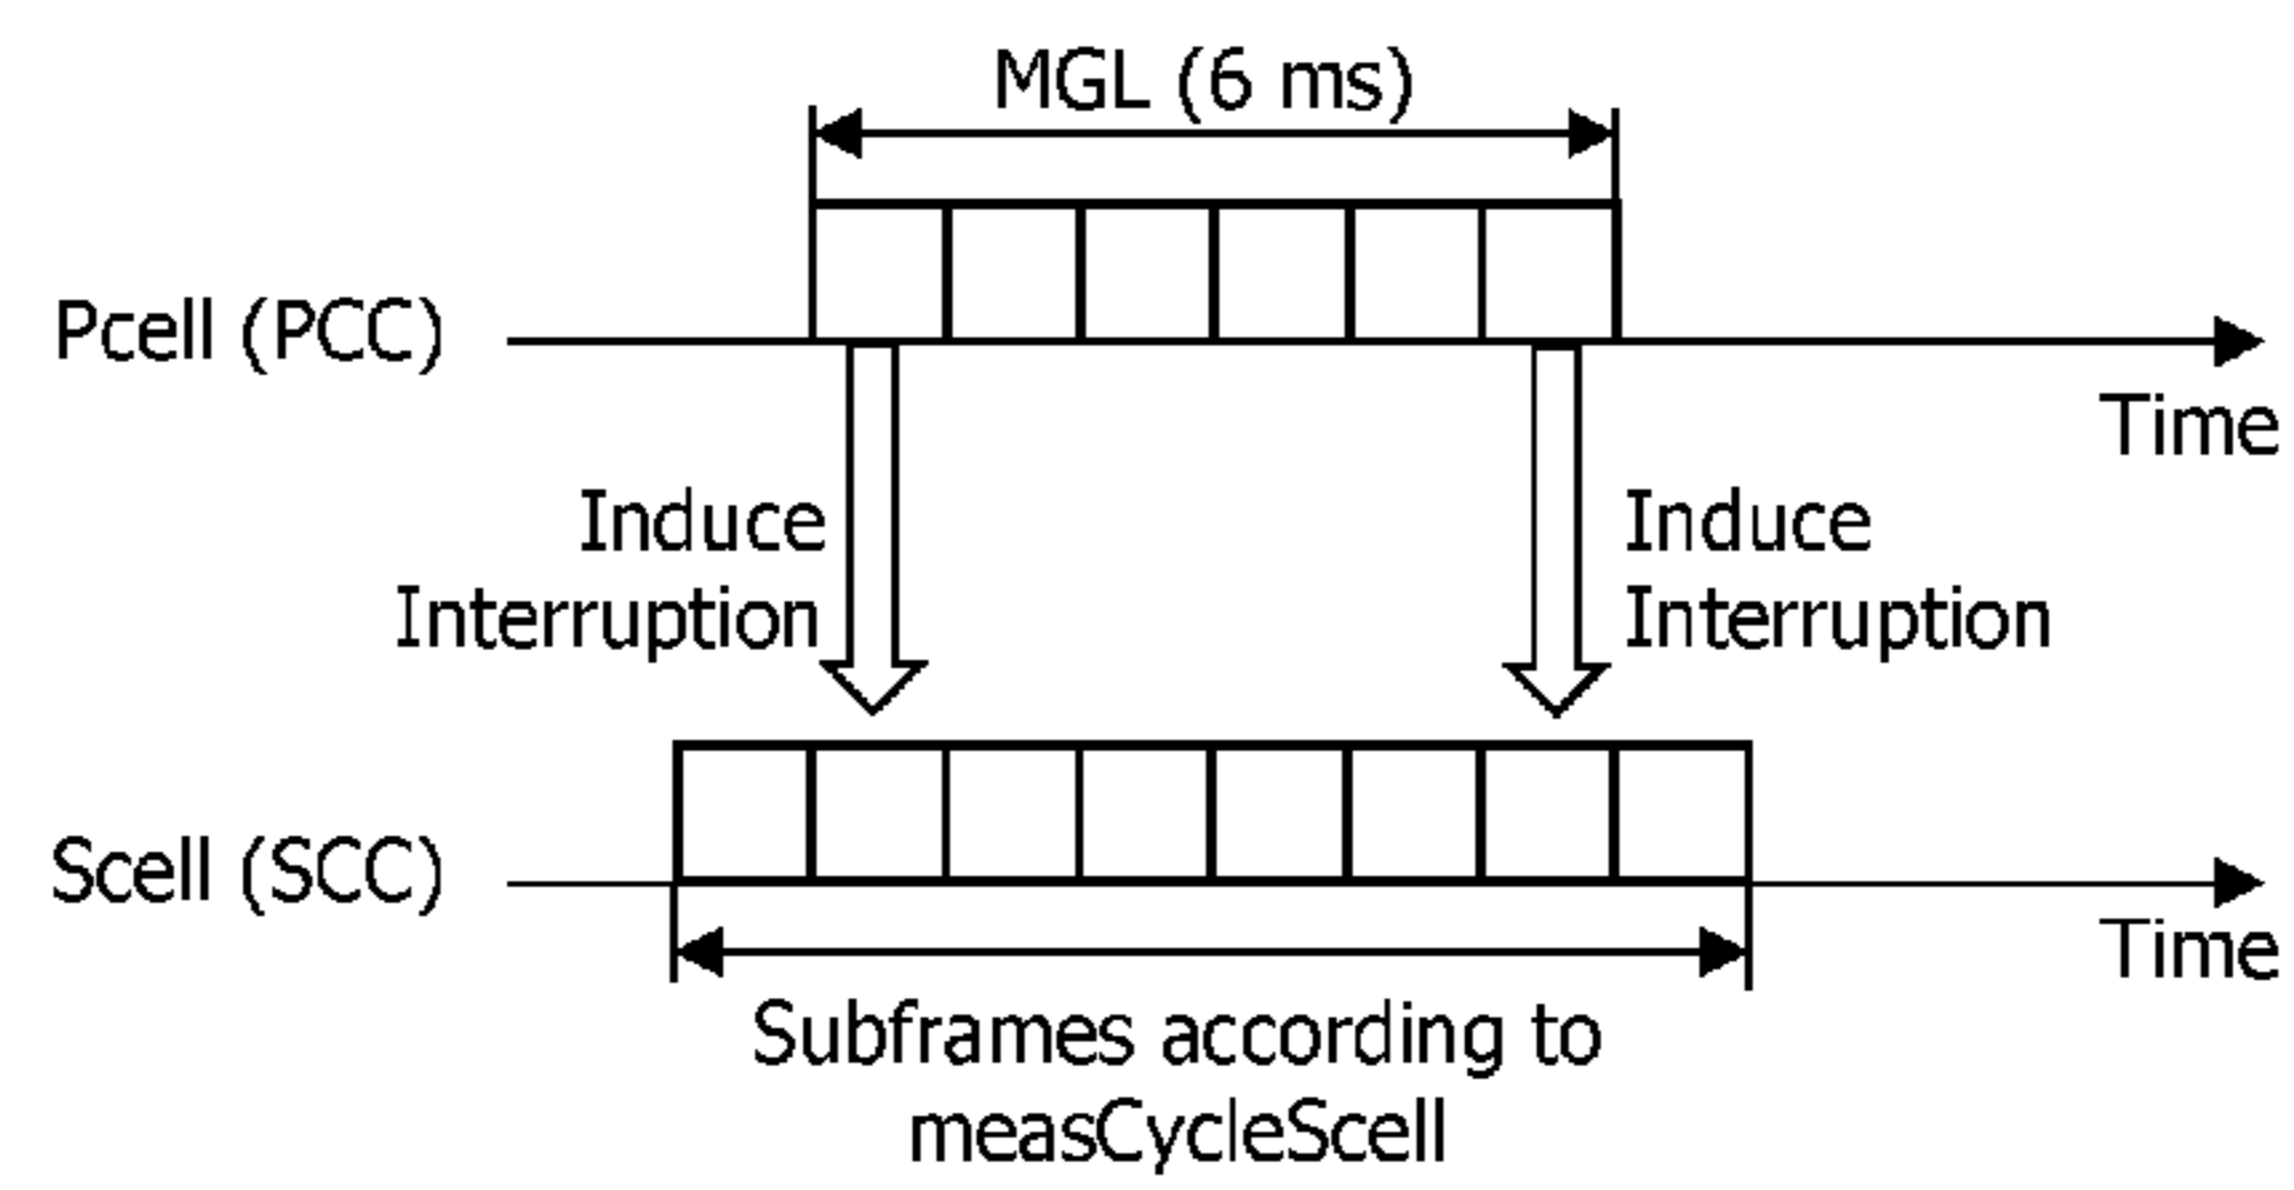 MGL (6 ms)
Pcell (PCC)
Time
Induce
Interruption
Induce
Interruption
Scell (SCC)
Time
Subframes according to
measCycleScell